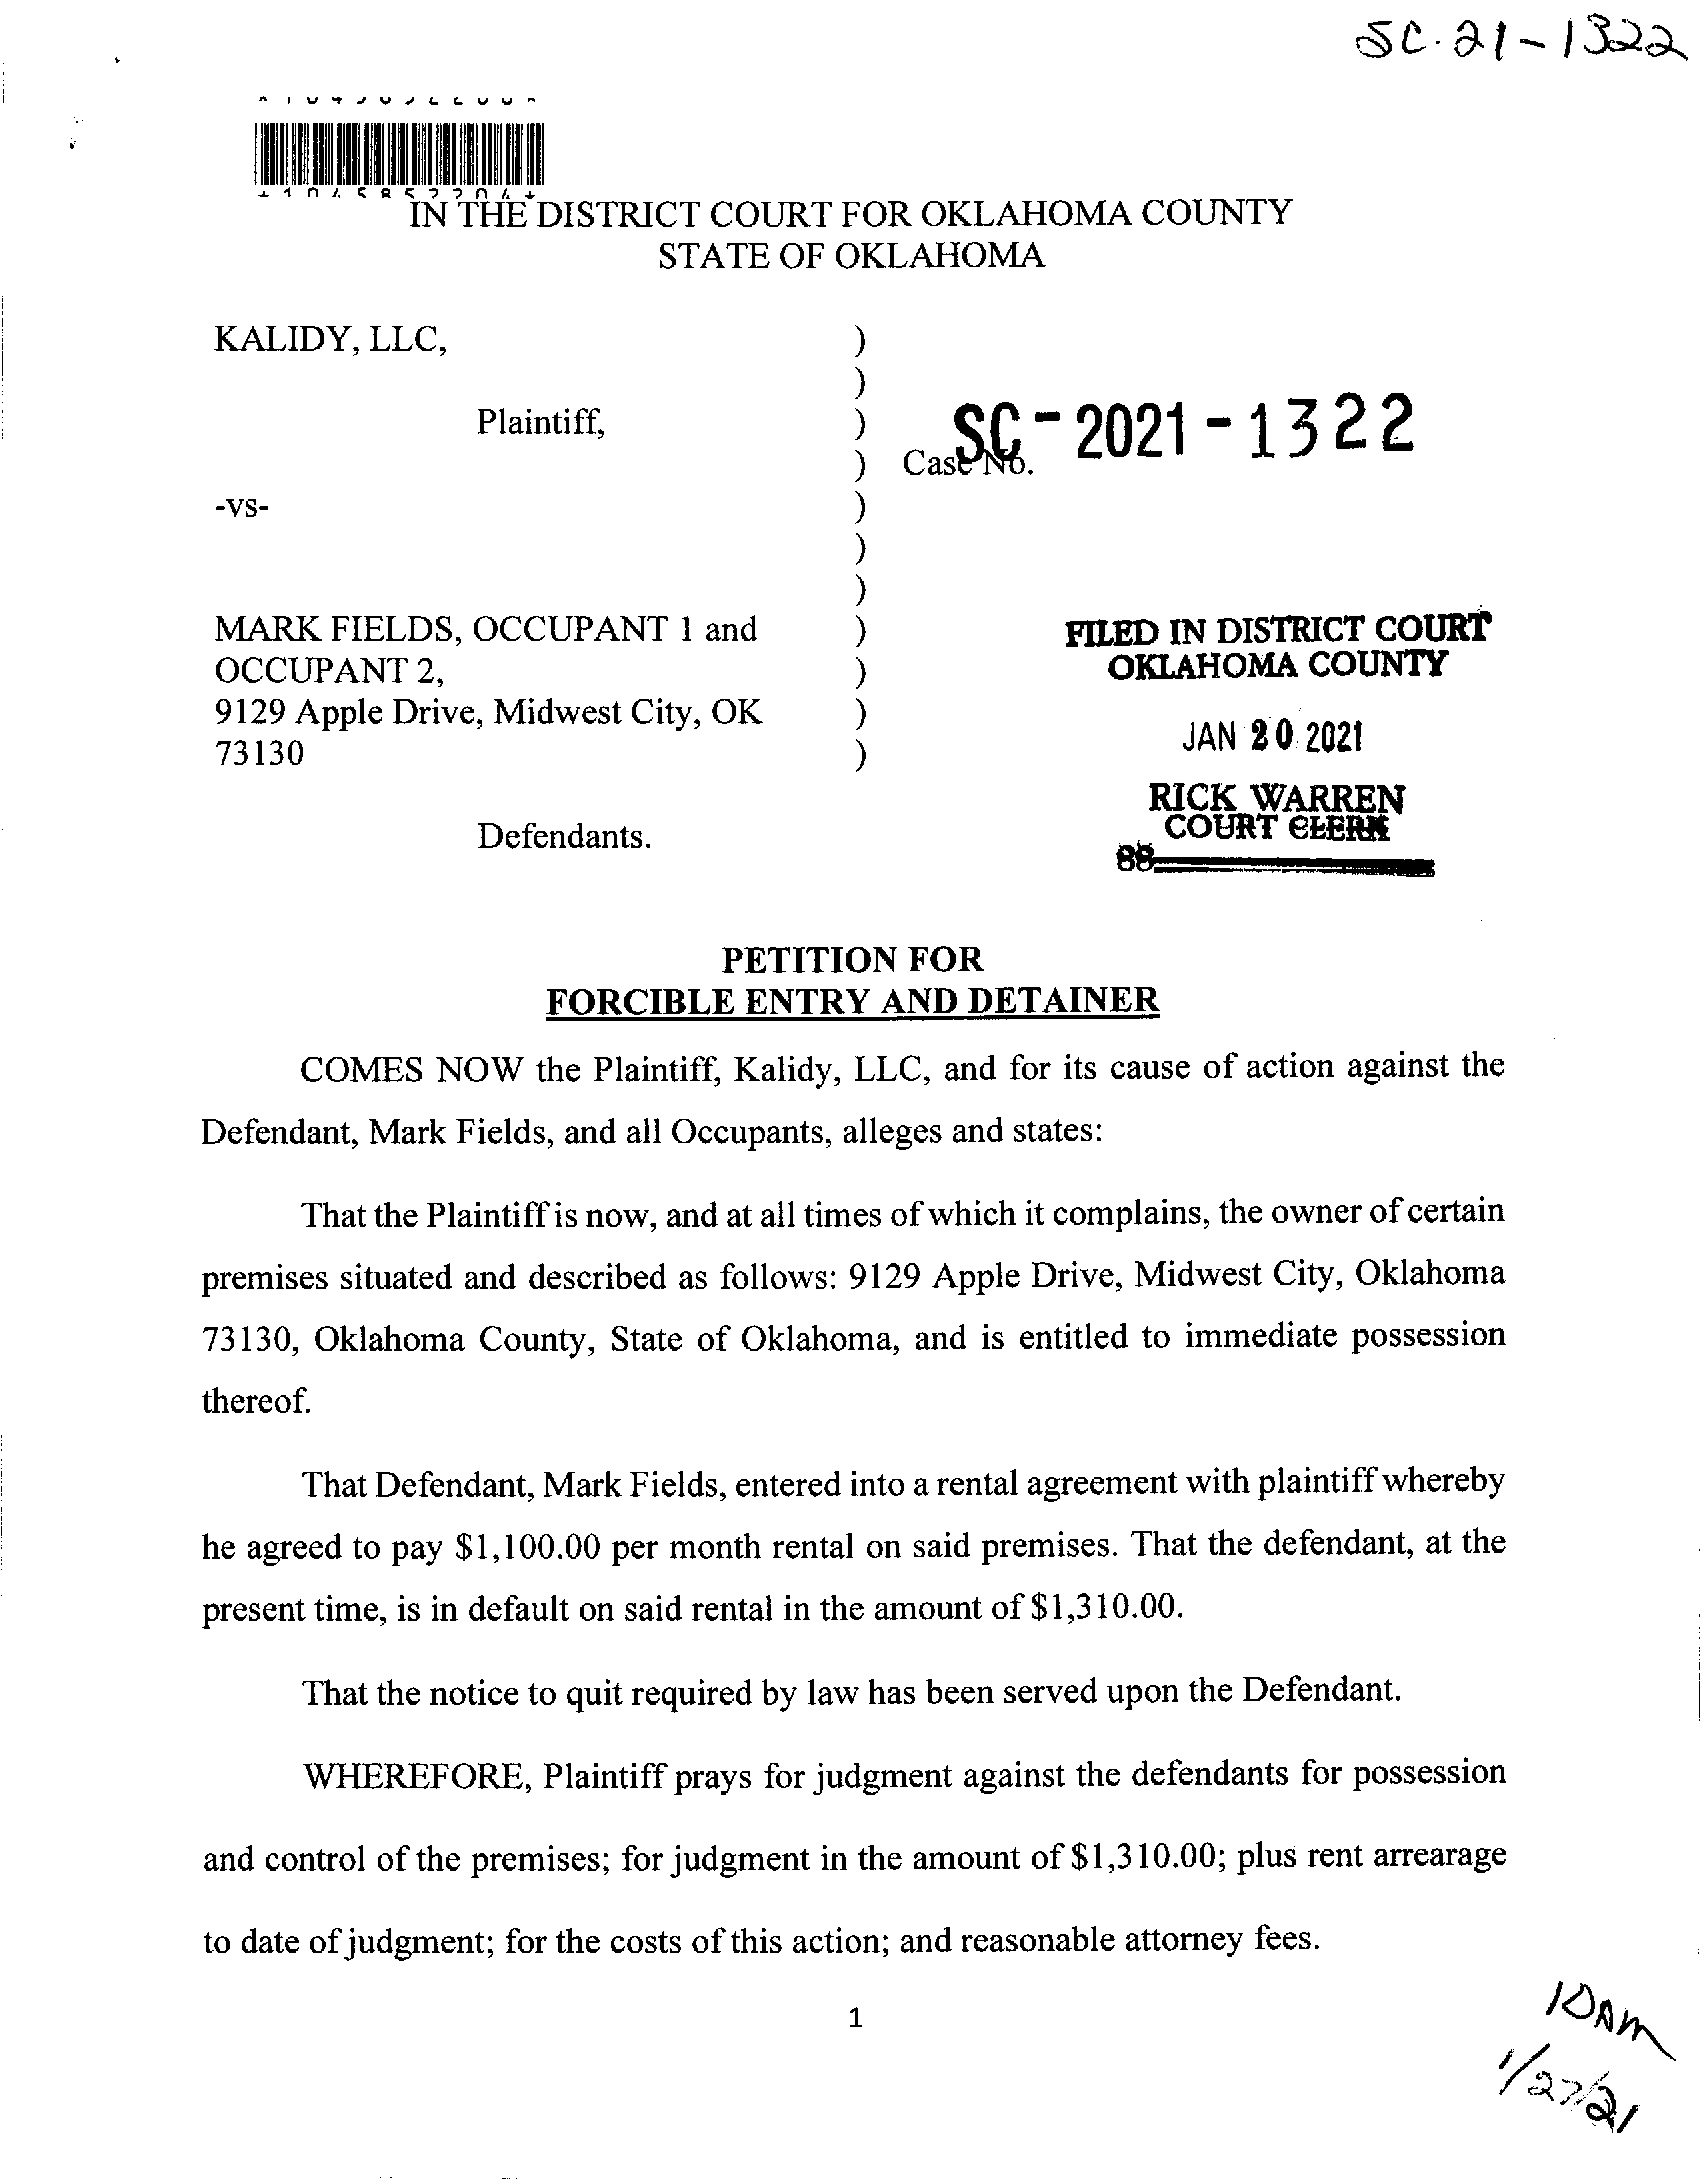 SC-21-1322
IN THE DISTRICT COURT FOR OKLAHOMA COUNTY
STATE OF OKLAHOMA
KALIDY, LLC, )
)
Plaintiff, )
) Case No. SC-2021-1322
-vs- )
)
)
MARK FIELDS, OCCUPANT 1 and )
OCCUPANT 2, )
9129 Apple Drive, Midwest City, OK )
73130 )
Defendants.
FILED IN DISTRICT COURT
OKLAHOMA COUNTY
JAN 20 2021
RICK WARREN
COURT CLERK
88
PETITION FOR
FORCIBLE ENTRY AND DETAINER
COMES NOW the Plaintiff, Kalidy, LLC, and for its cause of action against the
Defendant, Mark Fields, and all Occupants, alleges and states:
That the Plaintiff is now, and at all times of which it complains, the owner of certain
premises situated and described as follows: 9129 Apple Drive, Midwest City, Oklahoma
73130, Oklahoma County, State of Oklahoma, and is entitled to immediate possession
thereof.
That Defendant, Mark Fields, entered into a rental agreement with plaintiff whereby
he agreed to pay $1,100.00 per month rental on said premises. That the defendant, at the
present time, is in default on said rental in the amount of $1,310.00.
That the notice to quit required by law has been served upon the Defendant.
WHEREFORE, Plaintiff prays for judgment against the defendants for possession
and control of the premises; for judgment in the amount of $1,310.00; plus rent arrearage
to date of judgment; for the costs of this action; and reasonable attorney fees.
1
10AM
1/27/21